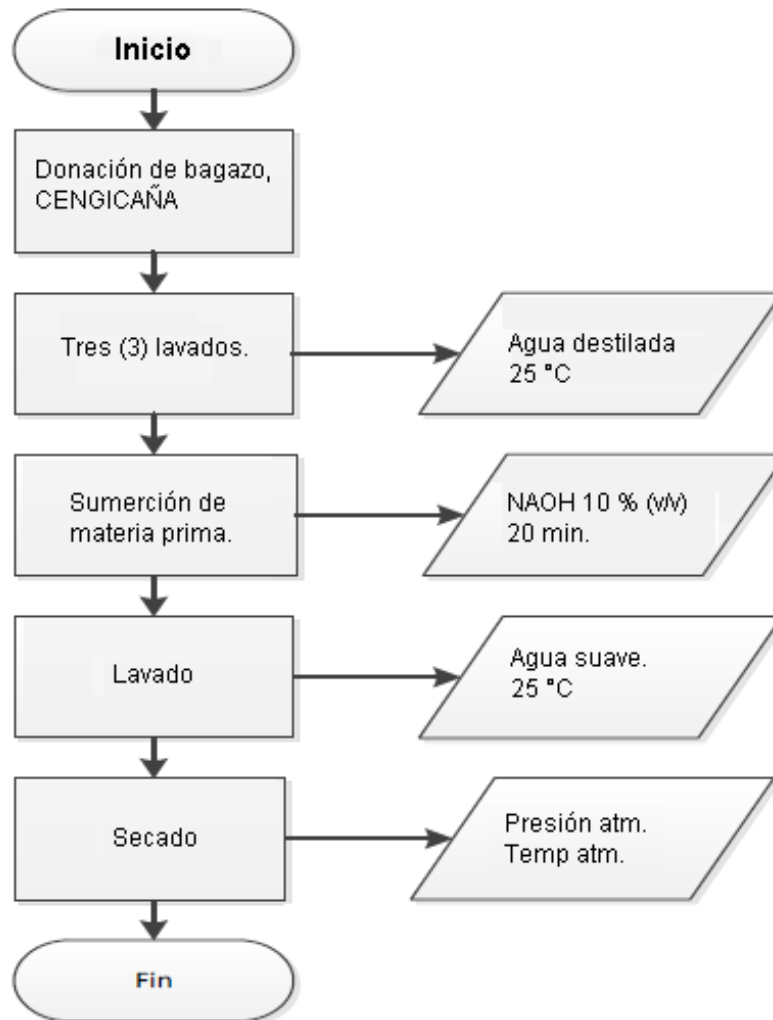 Inicio
Donación de bagazo,
CENGICAÑA
Tres (3) lavados.
Agua destilada
25 °C
Sumerción de
materia prima.
NAOH 10 % (v/v)
20 min.
Lavado
Agua suave.
25 °C
Secado
Presión atm.
Temp atm.
Fin